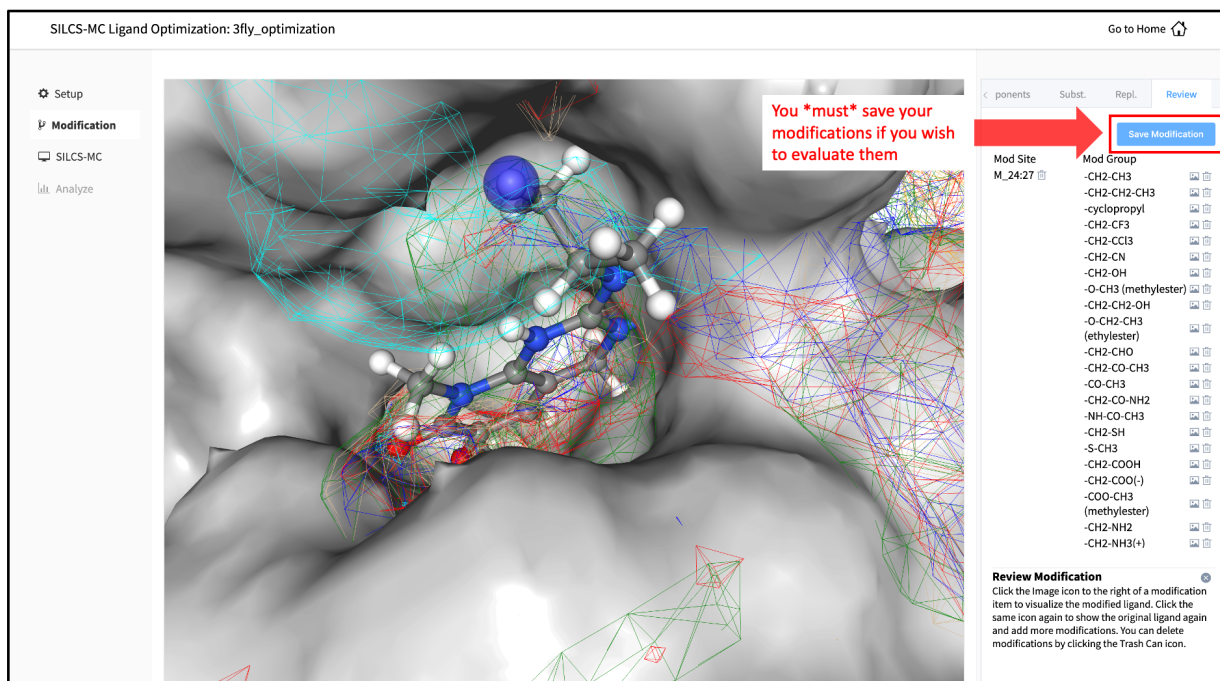 SILCS-MC Ligand Optimization: 3fly_optimization
Go to Home
Setup
Modification
SILCS-MC
Analyze
You *must* save your
modifications if you wish
to evaluate them
ponents Subst. Repl. Review
Save Modification
Mod Site Mod Group
M_24:27 -CH2-CH3
-CH2-CH2-CH3
-cyclopropyl
-CH2-CF3
-CH2-CCl3
-CH2-CN
-CH2-OH
-O-CH3 (methylester)
-CH2-CH2-OH
-O-CH2-CH3
(ethylester)
-CH2-CHO
-CH2-CO-CH3
-CO-CH3
-CH2-CO-NH2
-NH-CO-CH3
-CH2-SH
-S-CH3
-CH2-COOH
-CH2-COO(-)
-COO-CH3
(methylester)
-CH2-NH2
-CH2-NH3(+)
Review Modification
Click the Image icon to the right of a modification
item to visualize the modified ligand. Click the
same icon again to show the original ligand again
and add more modifications. You can delete
modifications by clicking the Trash Can icon.